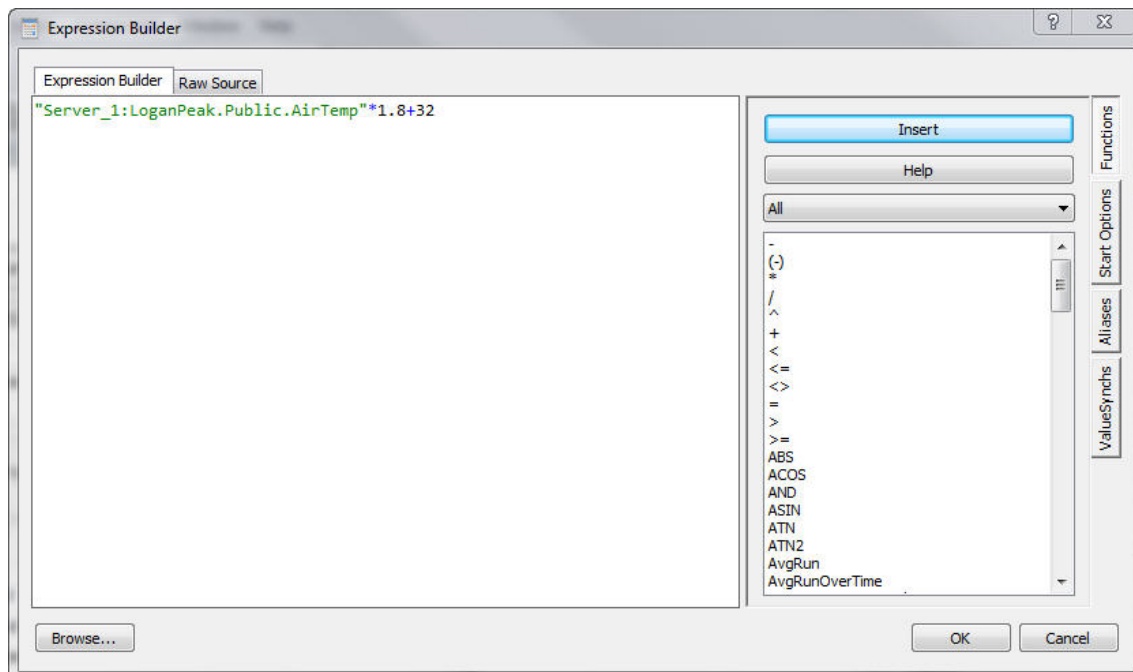 Expression Builder
Expression Builder
Raw Source
"Server_1:LoganPeak.Public.AirTemp"*1.8+32
Insert
Help
All
-
(-)
*
/
^
+
<
<=
<>
=
>
>=
ABS
ACOS
AND
ASIN
ATN
ATN2
AvgRun
AvgRunOverTime
Functions
Start Options
Aliases
ValueSynchs
Browse...
OK
Cancel